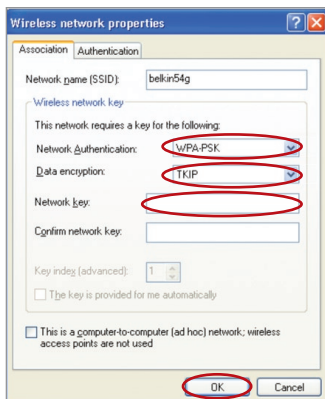 Wireless network properties
Association Authentication
Network name (SSID): belkin54g
Wireless network key
This network requires a key for the following:
Network Authentication: WPA-PSK
Data encryption: TKIP
Network key:
Confirm network key:
Key index (advanced): 1
The key is provided for me automatically
This is a computer-to-computer (ad hoc) network; wireless
access points are not used
OK Cancel